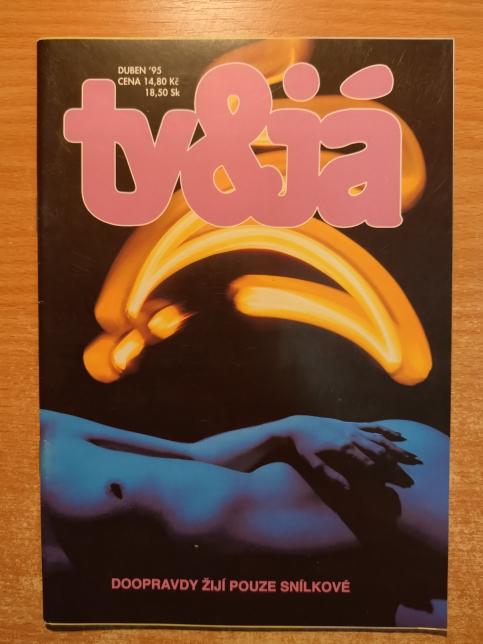 DUBEN '95
CENA 14,80 Kč
18,50 Sk
ty&já
DOOPRAVDY ŽIJÍ POUZE SNÍLKOVÉ